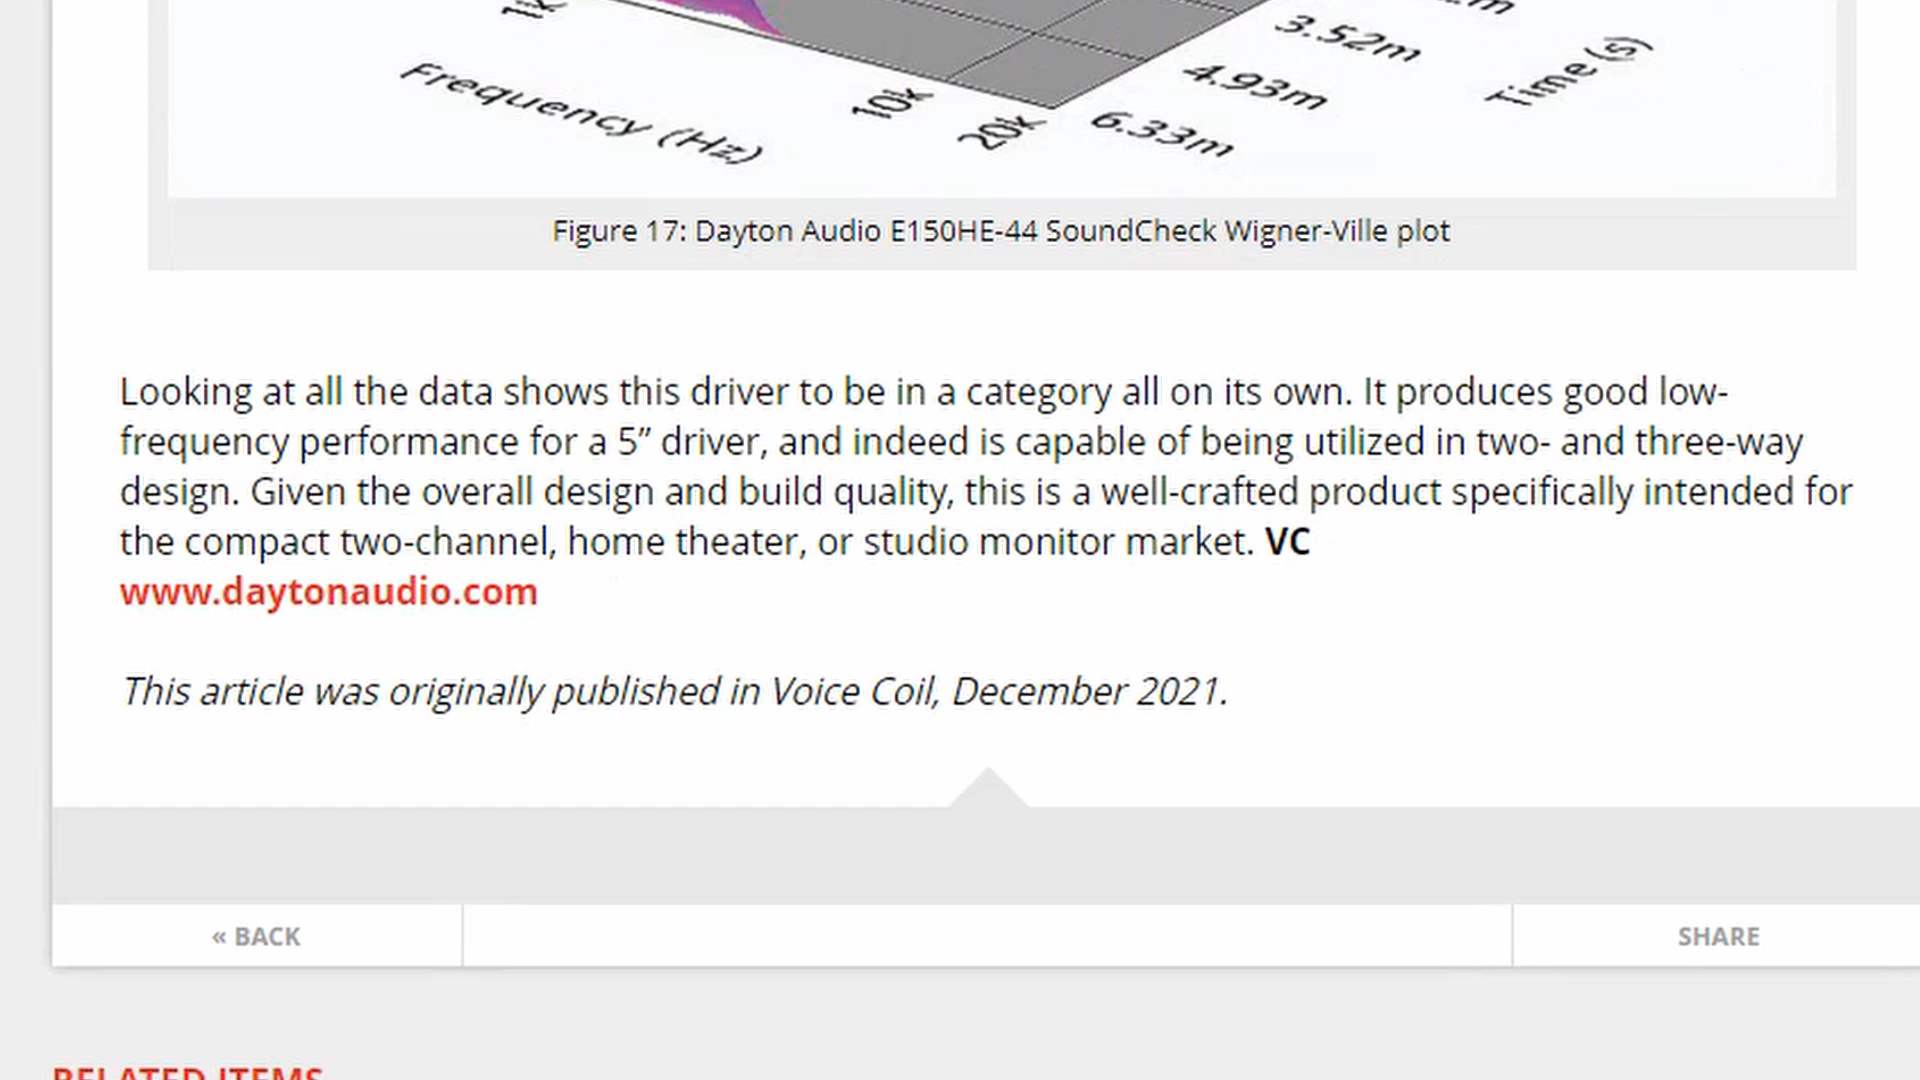 1k
3.52m
Time (s)
4.93m
Frequency (Hz)
10k
20k
6.33m
Figure 17: Dayton Audio E150HE-44 SoundCheck Wigner-Ville plot
Looking at all the data shows this driver to be in a category all on its own. It produces good low-
frequency performance for a 5” driver, and indeed is capable of being utilized in two- and three-way
design. Given the overall design and build quality, this is a well-crafted product specifically intended for
the compact two-channel, home theater, or studio monitor market. VC
www.daytonaudio.com
This article was originally published in Voice Coil, December 2021.
« BACK
SHARE
RELATED ITEMS